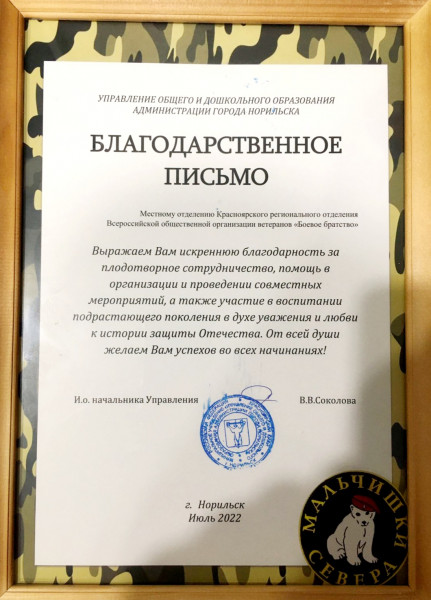 УПРАВЛЕНИЕ ОБЩЕГО И ДОШКОЛЬНОГО ОБРАЗОВАНИЯ
АДМИНИСТРАЦИИ ГОРОДА НОРИЛЬСКА
БЛАГОДАРСТВЕННОЕ
ПИСЬМО
Местному отделению Красноярского регионального отделения
Всероссийской общественной организации ветеранов «Боевое братство»
Выражаем Вам искреннюю благодарность за
плодотворное сотрудничество, помощь в
организации и проведении совместных
мероприятий, а также участие в воспитании
подрастающего поколения в духе уважения и любви
к истории защиты Отечества. От всей души
желаем Вам успехов во всех начинаниях!
И.о. начальника Управления В.В.Соколова
г. Норильск
Июль 2022
МАЛЬЧИШКИ
СЕВЕРА